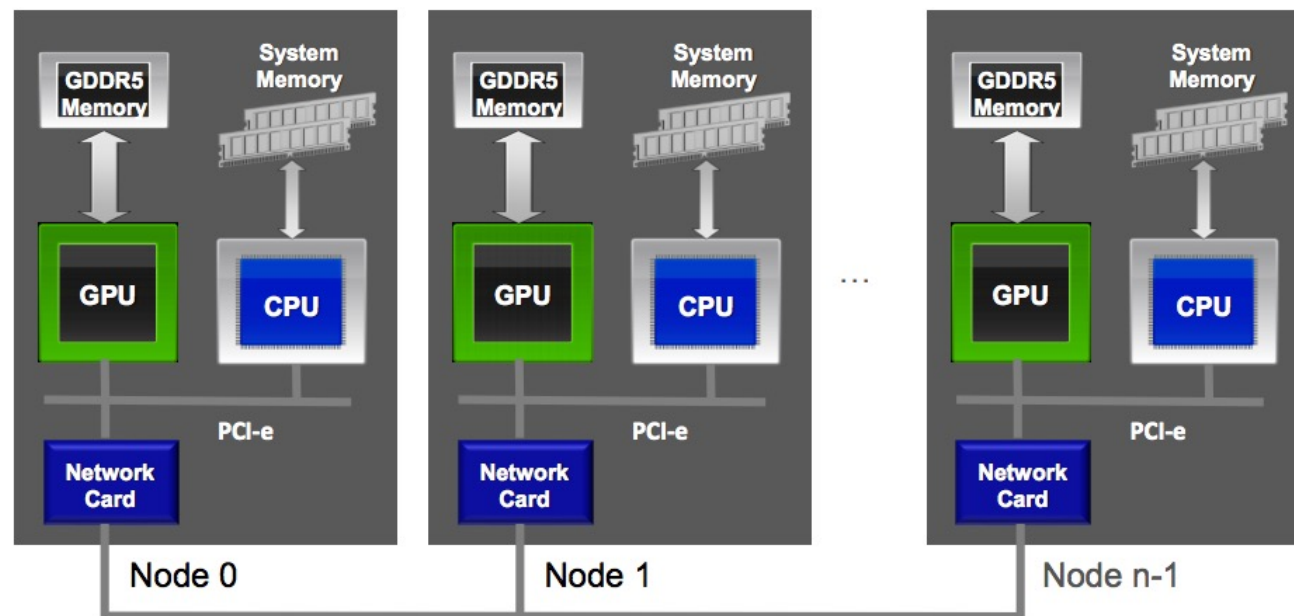 GDDR5
Memory
System
Memory
GPU
CPU
PCI-e
Network
Card
Node 0
GDDR5
Memory
System
Memory
GPU
CPU
PCI-e
Network
Card
Node 1
...
GDDR5
Memory
System
Memory
GPU
CPU
PCI-e
Network
Card
Node n-1